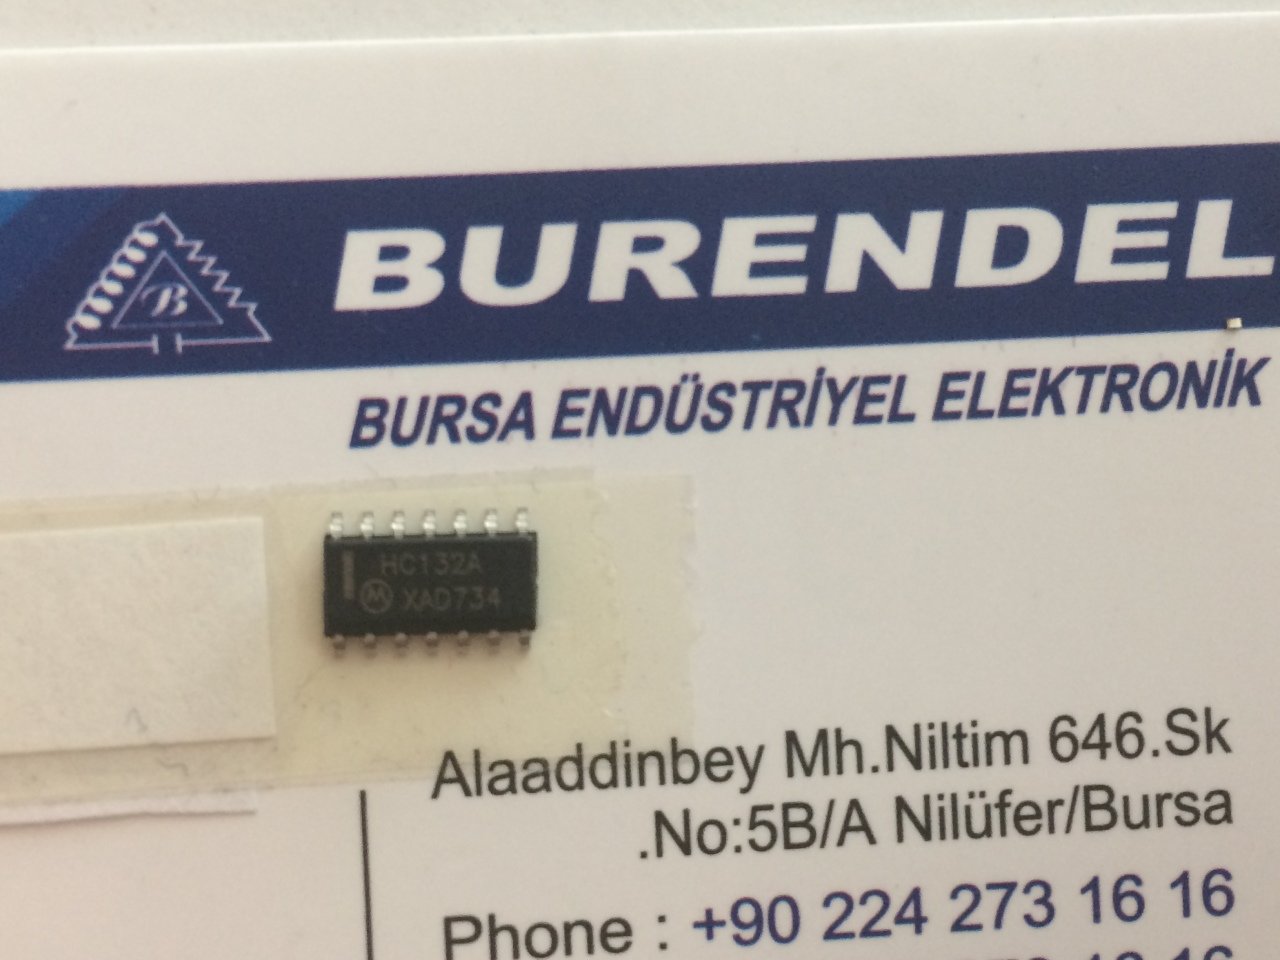 B
BURENDEL
BURSA ENDÜSTRİYEL ELEKTRONİK
HC132A
M XAD734
Alaaddinbey Mh.Niltim 646.Sk
.No:5B/A Nilüfer/Bursa
Phone : +90 224 273 16 16